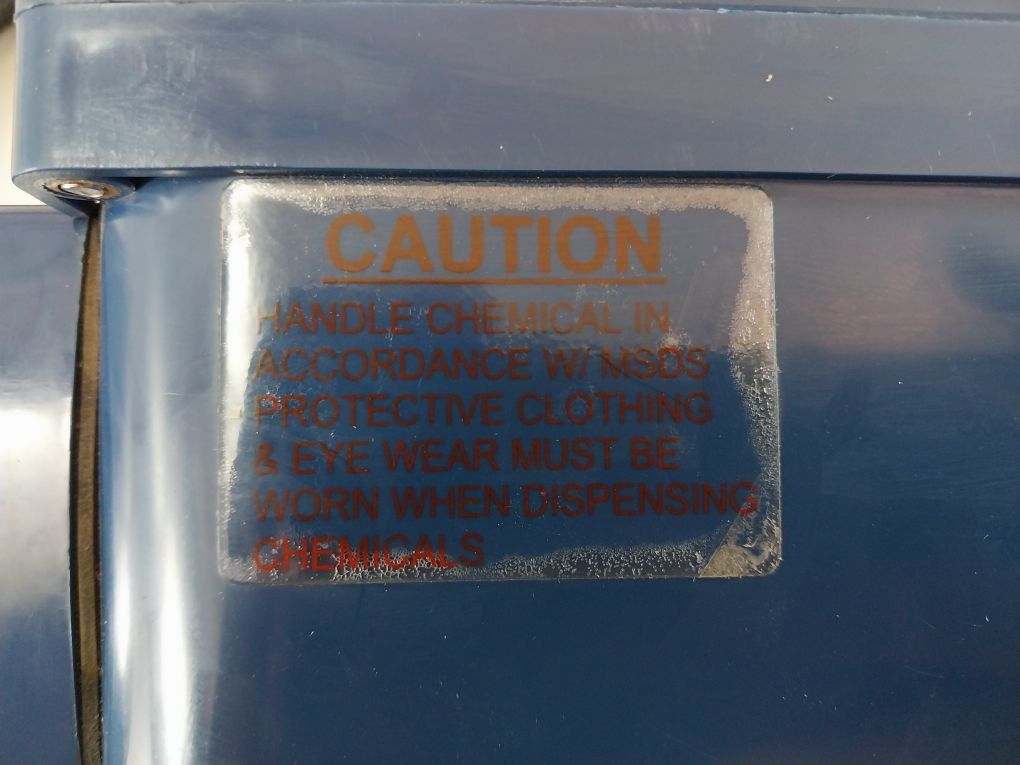 CAUTION
HANDLE CHEMICAL IN
ACCORDANCE W/ MSDS
PROTECTIVE CLOTHING
& EYE WEAR MUST BE
WORN WHEN DISPENSING
CHEMICALS